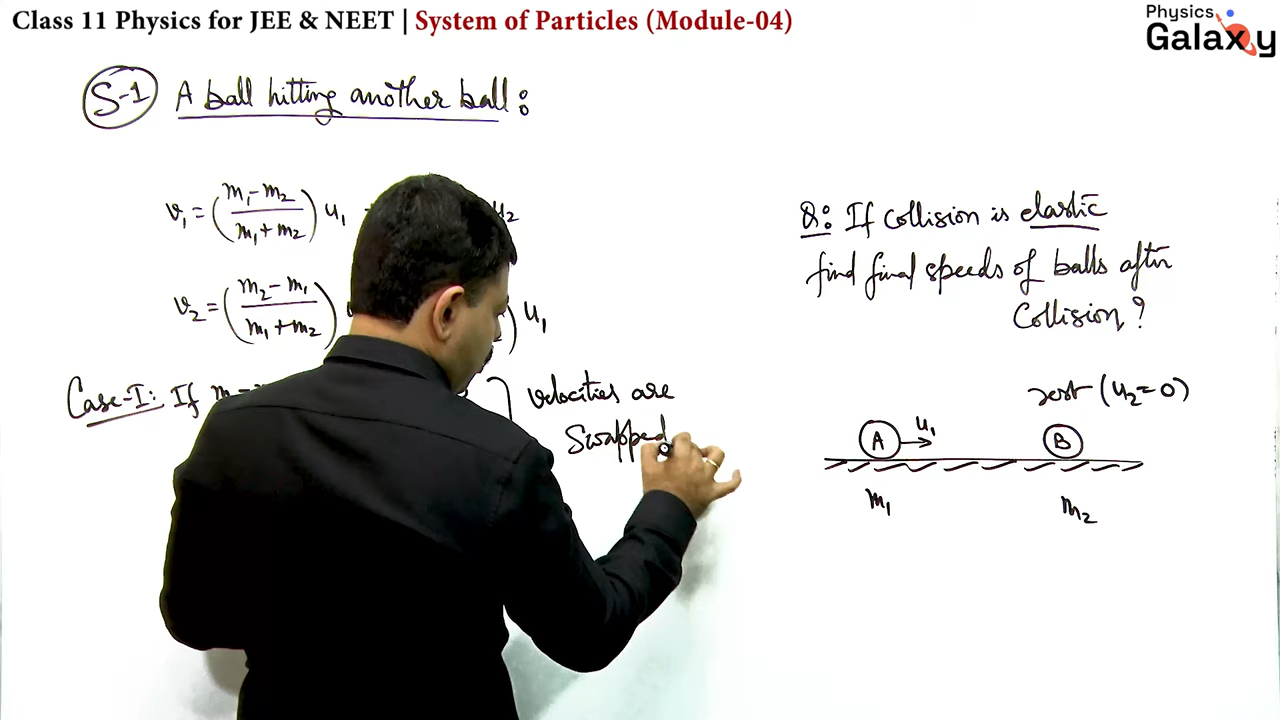 Class 11 Physics for JEE & NEET | System of Particles (Module-04)
Physics
Galaxy
S-1 A ball hitting another ball:
v₁ = (m₁-m₂ / m₁+m₂) u₁ u₂
v₂ = (m₂-m₁ / m₁+m₂) ) u₁
Case-I: If m₁ } velocities are
Swapped
Q: If collision is elastic
find final speeds of balls after
Collision?
rest (u₂=0)
A u₁ B
m₁ m₂